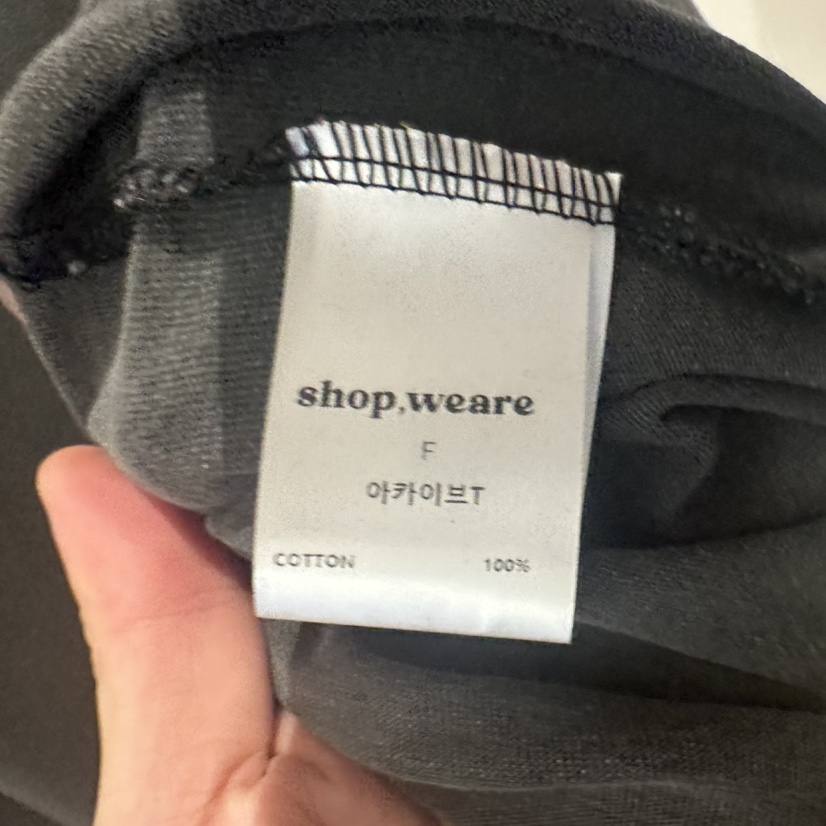 shop,weare
F
아카이브T
COTTON 100%